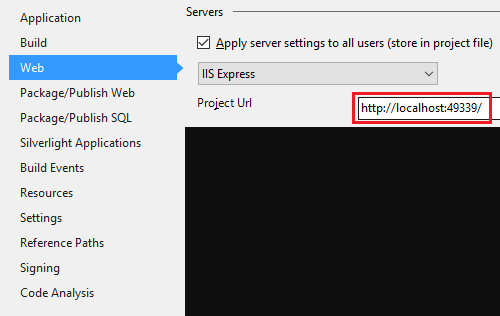 Application
Build
Web
Package/Publish Web
Package/Publish SQL
Silverlight Applications
Build Events
Resources
Settings
Reference Paths
Signing
Code Analysis
Servers
Apply server settings to all users (store in project file)
IIS Express
Project Url
http://localhost:49339/